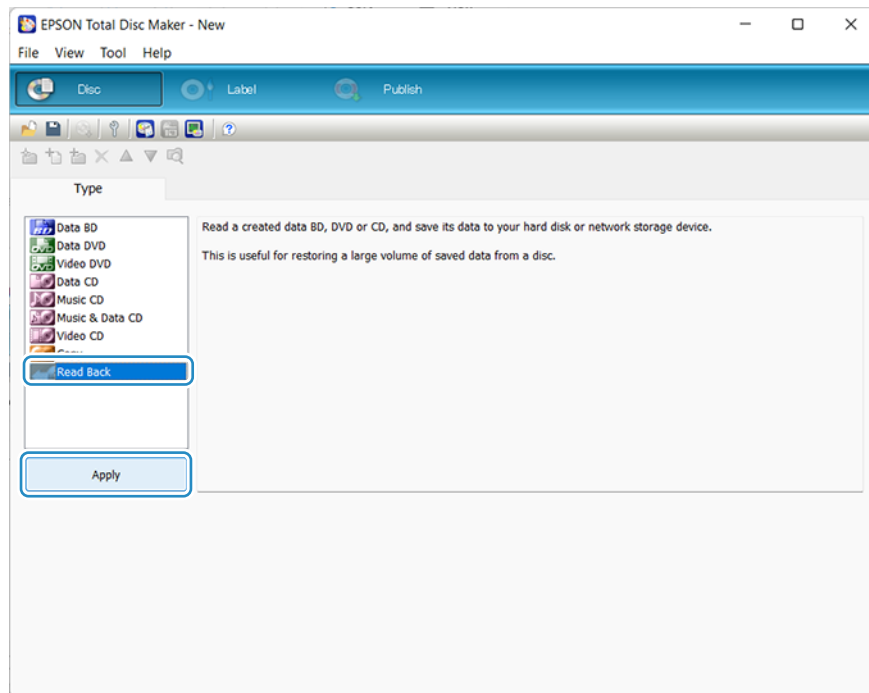 EPSON Total Disc Maker - New
File View Tool Help
Disc Label Publish
Type
Data BD
Data DVD
Video DVD
Data CD
Music CD
Music & Data CD
Video CD
Read Back
Apply
Read a created data BD, DVD or CD, and save its data to your hard disk or network storage device.
This is useful for restoring a large volume of saved data from a disc.